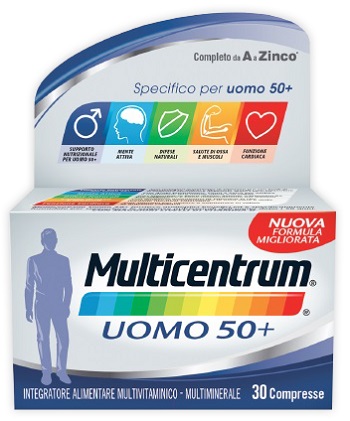 Completo da A a Zinco®
Specifico per uomo 50+
SUPPORTO
NUTRIZIONALE
PER UOMO 50+
MENTE
ATTIVA
DIFESE
NATURALI
SALUTE DI OSSA
E MUSCOLI
FUNZIONE
CARDIACA
NUOVA
FORMULA
MIGLIORATA
Multicentrum®
®
UOMO 50+
INTEGRATORE ALIMENTARE MULTIVITAMINICO - MULTIMINERALE 30 Compresse